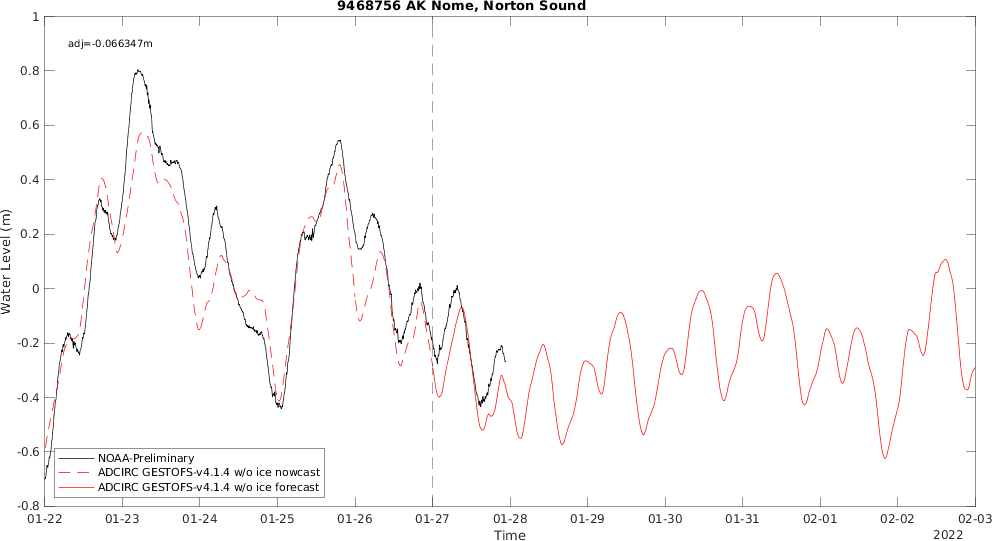 9468756 AK Nome, Norton Sound
adj=-0.066347m
1
0.8
0.6
0.4
0.2
0
-0.2
-0.4
-0.6
-0.8
Water Level (m)
NOAA-Preliminary
ADCIRC GESTOFS-v4.1.4 w/o ice nowcast
ADCIRC GESTOFS-v4.1.4 w/o ice forecast
01-22 01-23 01-24 01-25 01-26 01-27 01-28 01-29 01-30 01-31 02-01 02-02 02-03
Time
2022